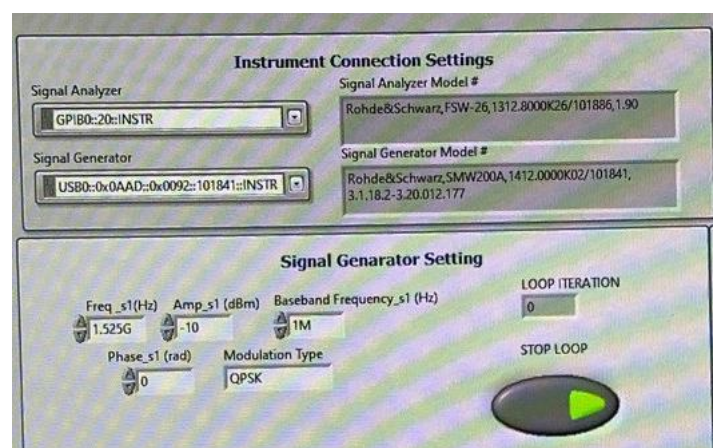 Instrument Connection Settings
Signal Analyzer
GPIB0::20::INSTR
Signal Analyzer Model #
Rohde&Schwarz,FSW-26,1312.8000K26/101886,1.90
Signal Generator
USB0::0x0AAD::0x0092::101841::INSTR
Signal Generator Model #
Rohde&Schwarz,SMW200A,1412.0000K02/101841,
3.1.18.2-3.20.012.177
Signal Genarator Setting
Freq _s1(Hz)
1.525G
Amp_s1 (dBm)
-10
Baseband Frequency_s1 (Hz)
1M
LOOP ITERATION
0
Phase_s1 (rad)
0
Modulation Type
QPSK
STOP LOOP